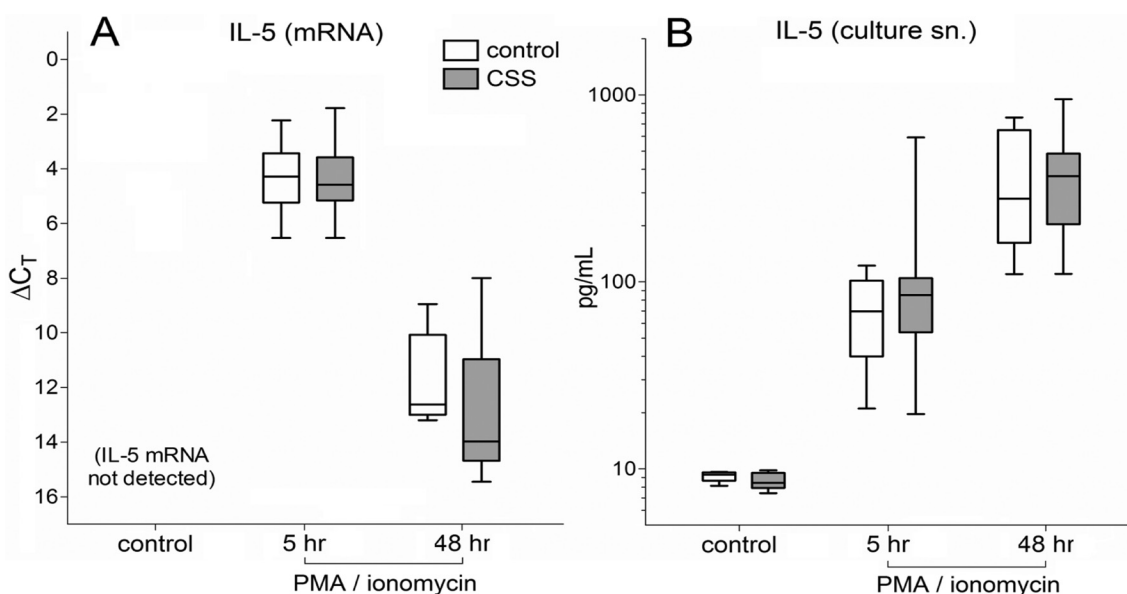 A
IL-5 (mRNA)
control
CSS
0
2
4
6
8
10
12
14
16
ΔCT
(IL-5 mRNA
not detected)
control
5 hr
48 hr
PMA / ionomycin
B
IL-5 (culture sn.)
1000
100
10
pg/mL
control
5 hr
48 hr
PMA / ionomycin